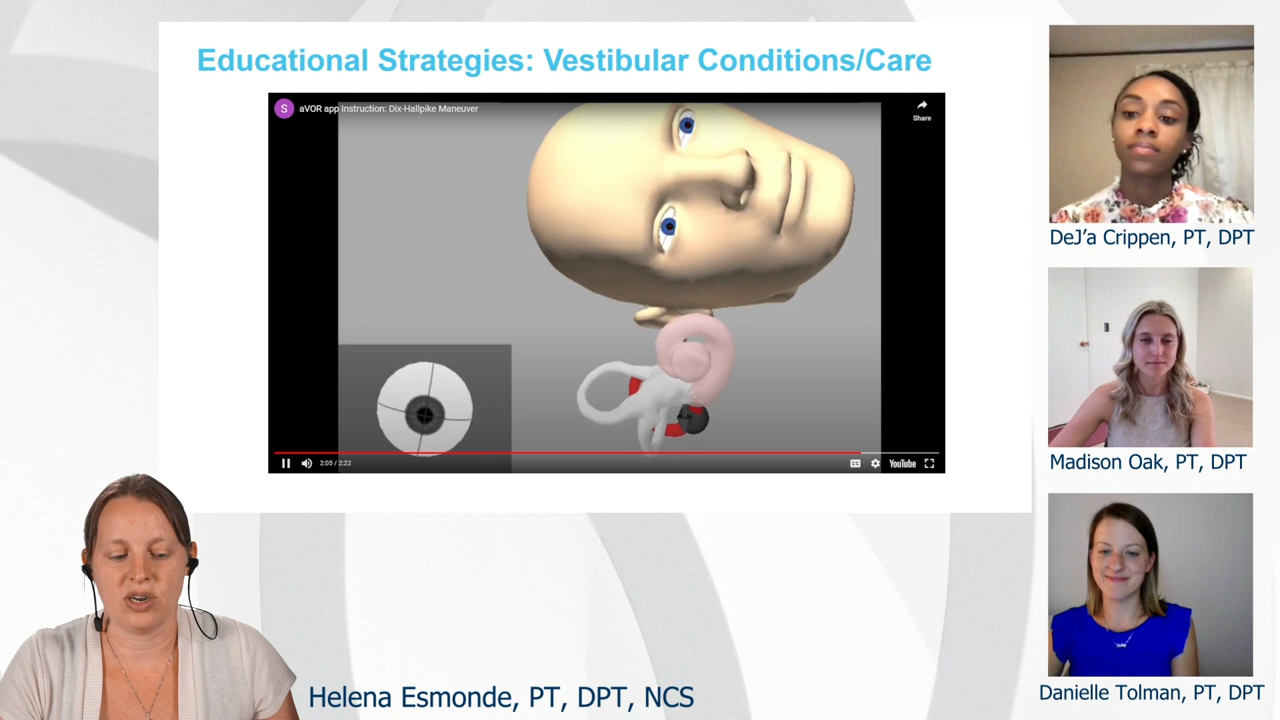 Educational Strategies: Vestibular Conditions/Care
S
aVOR app Instruction: Dix-Hallpike Maneuver
Share
2:05 / 2:22
CC
YouTube
DeJ’a Crippen, PT, DPT
Madison Oak, PT, DPT
Danielle Tolman, PT, DPT
Helena Esmonde, PT, DPT, NCS